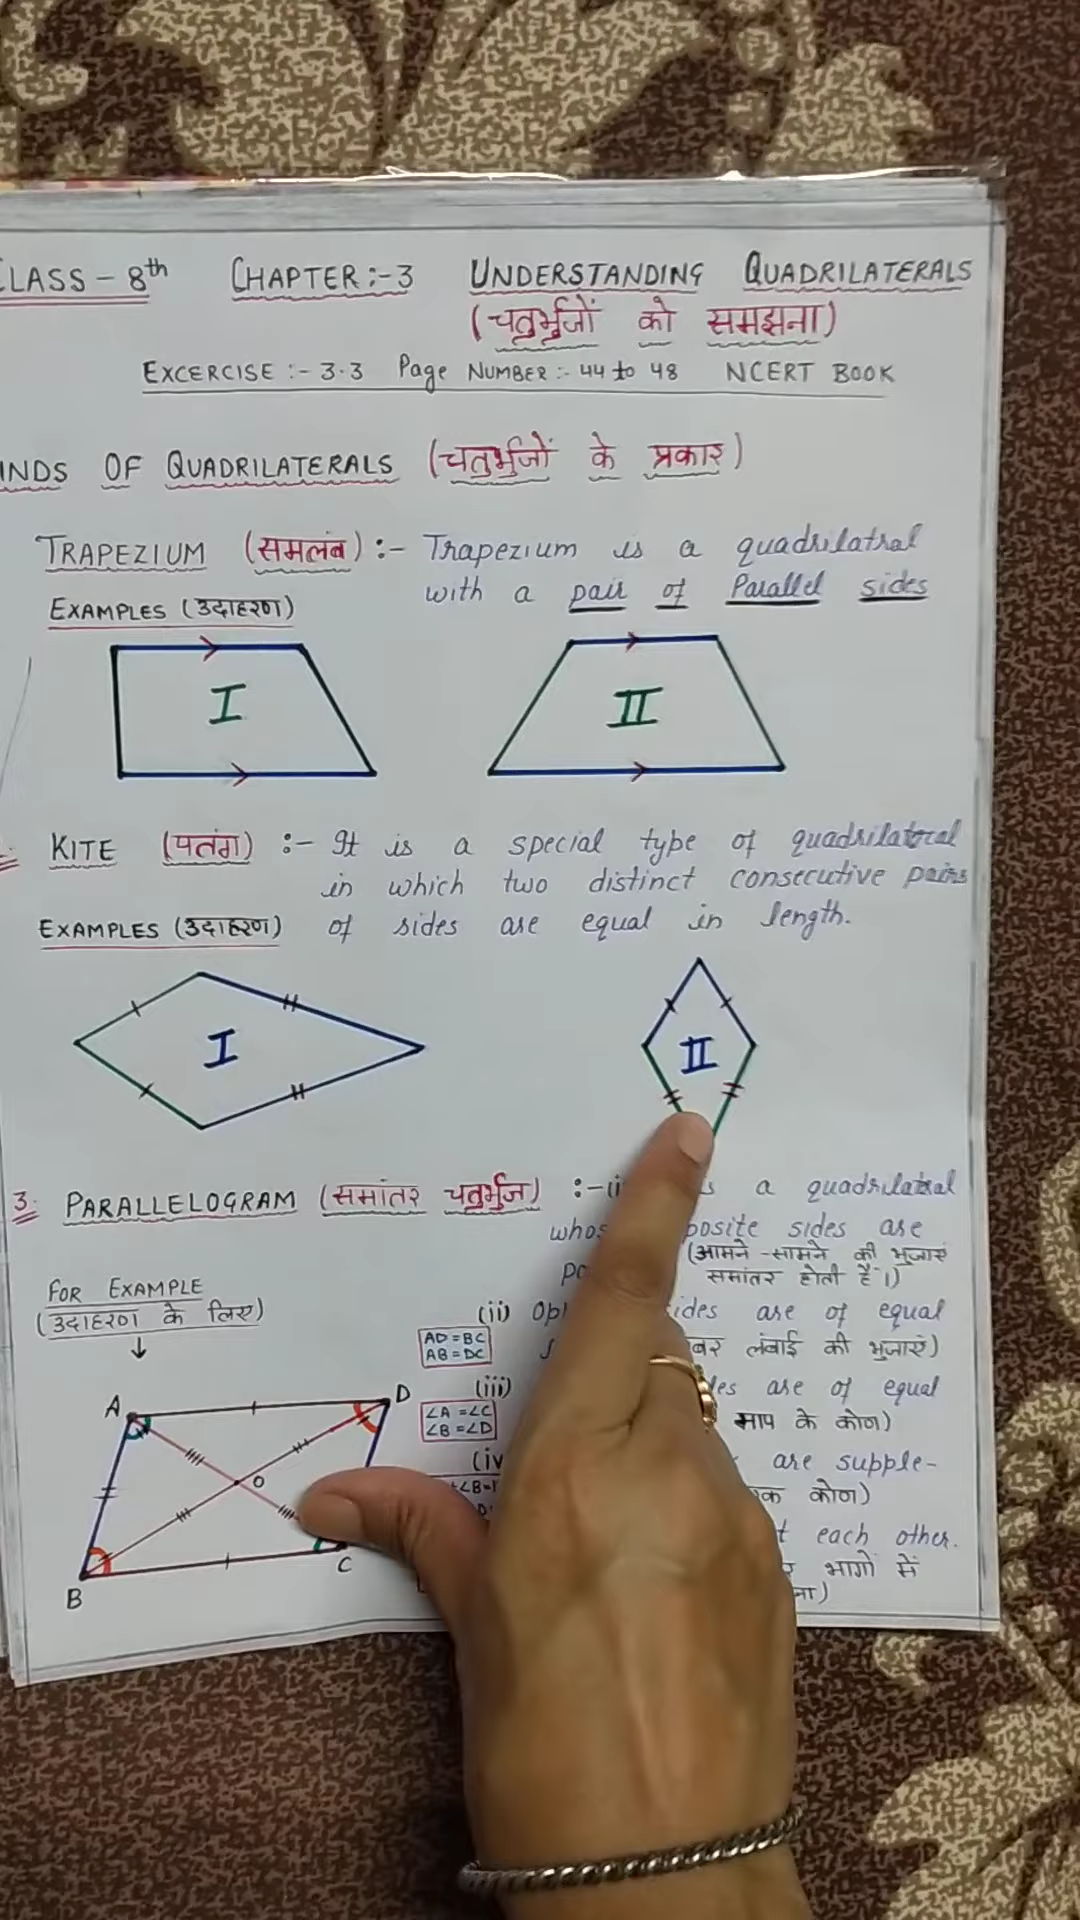 CLASS - 8th CHAPTER:-3 UNDERSTANDING QUADRILATERALS
(चतुर्भुजों को समझना)
EXCERCISE :- 3.3 Page NUMBER:- 44 to 48 NCERT BOOK
INDS OF QUADRILATERALS (चतुर्भुजों के प्रकार)
TRAPEZIUM (समलंब) :- Trapezium is a quadrilatral
with a pair of Parallel sides
EXAMPLES (उदाहरण)
I
II
KITE (पतंग) :- It is a special type of quadrilateral
in which two distinct consecutive pairs
EXAMPLES (उदाहरण) of sides are equal in length.
I
II
3. PARALLELOGRAM (समांतर चतुर्भुज) :- a quadrilateral
posite sides are
(आमने-सामने की भुजाएं
समांतर होती हैं।)
FOR EXAMPLE
(उदाहरण के लिए)
(ii) ides are of equal
AD = BC
AB = DC
लंबाई की भुजाएं)
(iii) are of equal
∠A = ∠C
∠B = ∠D
माप के कोण)
are supple-
कोण)
each other.
भागों में
A D
O
B C